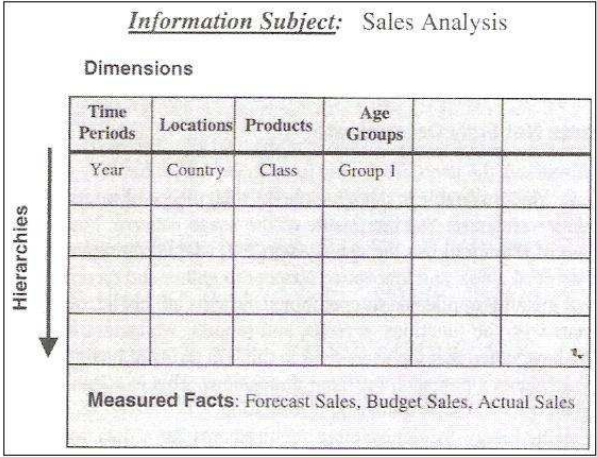 Information Subject: Sales Analysis
Dimensions
Time Periods Locations Products Age Groups
Year Country Class Group 1
Hierarchies
Measured Facts: Forecast Sales, Budget Sales, Actual Sales